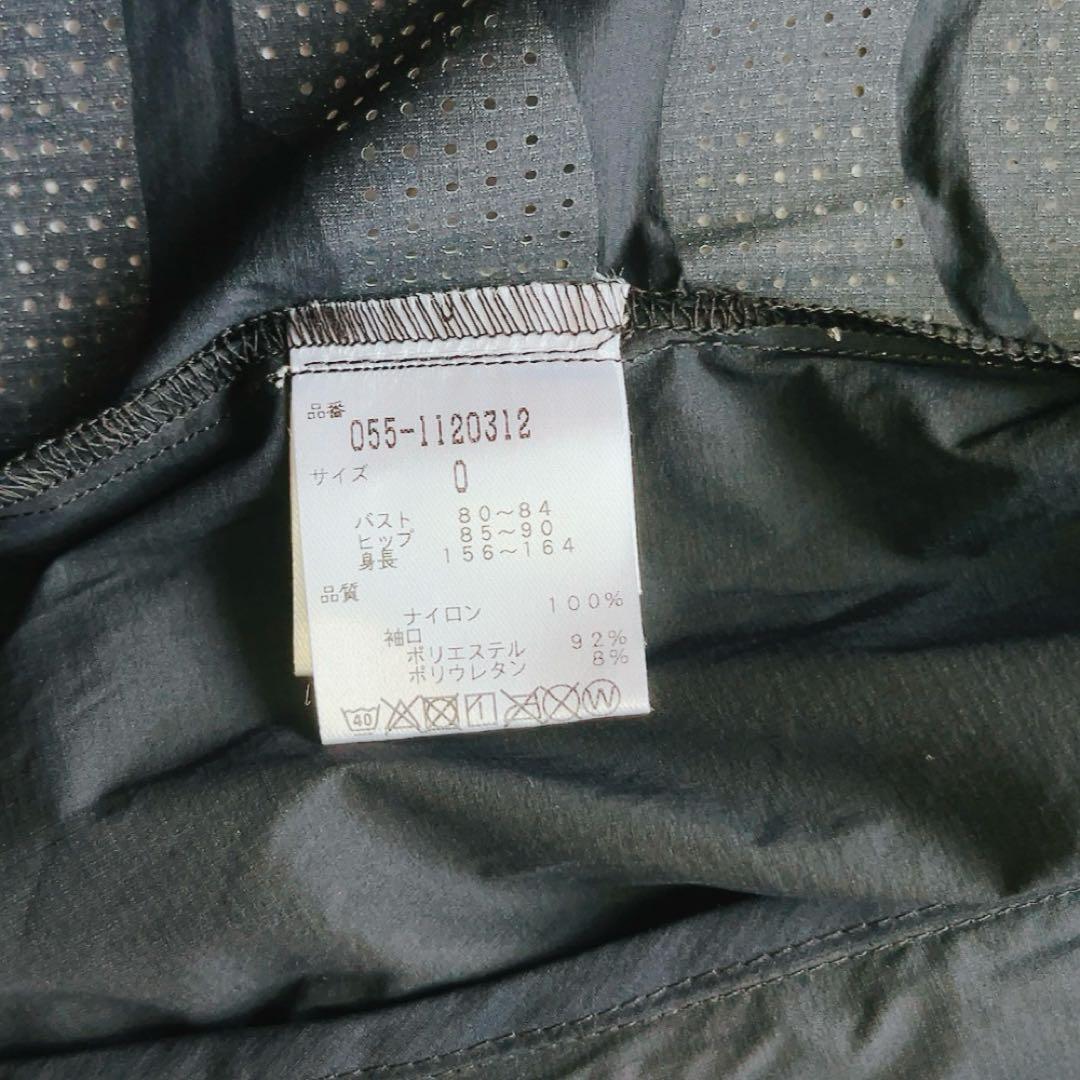 品番
055-1120312
サイズ 0
バスト 80～84
ヒップ 85～90
身長 156～164
品質
ナイロン 100%
袖口
ポリエステル 92%
ポリウレタン 8%
40 W